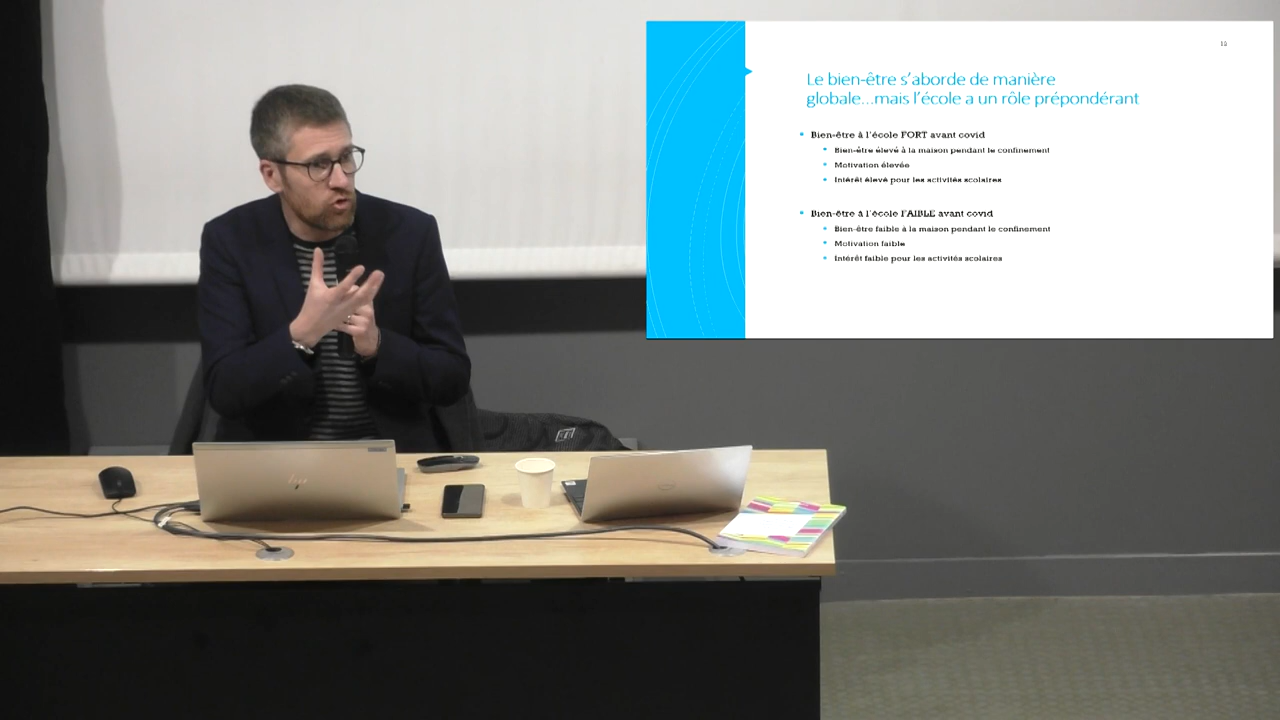 12
Le bien-être s'aborde de manière
globale...mais l'école a un rôle prépondérant
Bien-être à l'école FORT avant covid
Bien-être élevé à la maison pendant le confinement
Motivation élevée
Intérêt élevé pour les activités scolaires
Bien-être à l'école FAIBLE avant covid
Bien-être faible à la maison pendant le confinement
Motivation faible
Intérêt faible pour les activités scolaires
hp